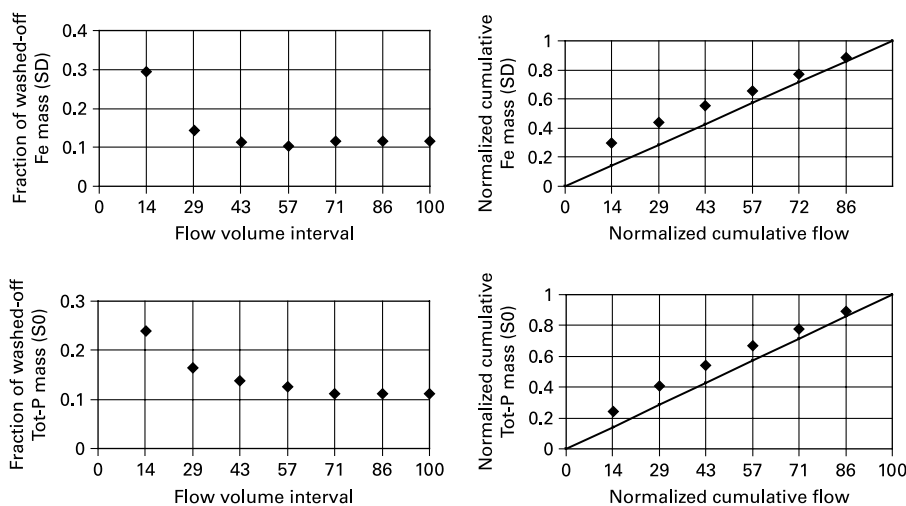 Fraction of washed-off
Fe mass (SD)
0.4
0.3
0.2
0.1
0
0 14 29 43 57 71 86 100
Flow volume interval
Normalized cumulative
Fe mass (SD)
1
0.8
0.6
0.4
0.2
0
0 14 29 43 57 72 86
Normalized cumulative flow
Fraction of washed-off
Tot-P mass (S0)
0.3
0.2
0.1
0
0 14 29 43 57 71 86 100
Flow volume interval
Normalized cumulative
Tot-P mass (S0)
1
0.8
0.6
0.4
0.2
0
0 14 29 43 57 71 86 100
Normalized cumulative flow